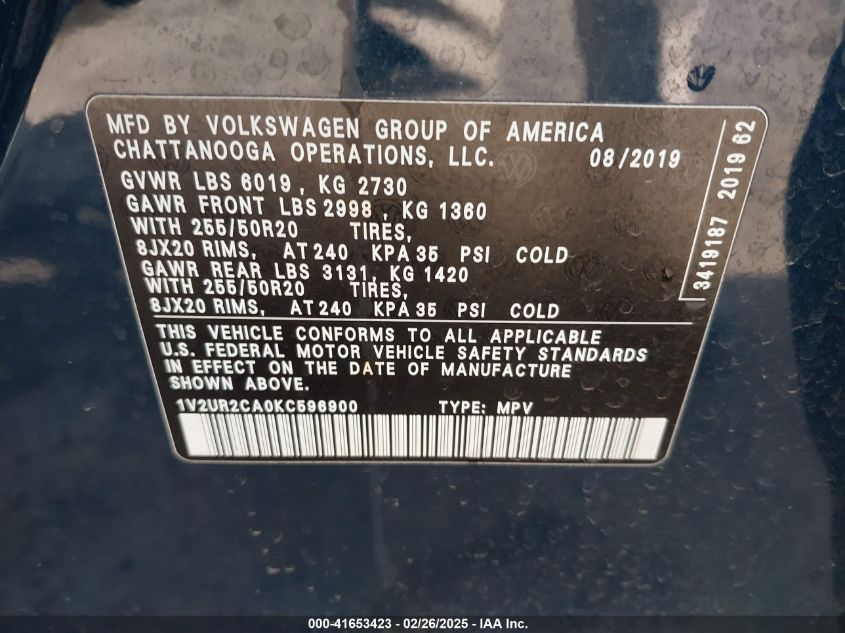 MFD BY VOLKSWAGEN GROUP OF AMERICA
CHATTANOOGA OPERATIONS, LLC. 08/2019
GVWR LBS 6019, KG 2730
GAWR FRONT LBS 2998, KG 1360
WITH 255/50R20 TIRES,
8JX20 RIMS, AT 240 KPA 35 PSI COLD
GAWR REAR LBS 3131, KG 1420
WITH 255/50R20 TIRES,
8JX20 RIMS, AT 240 KPA 35 PSI COLD
THIS VEHICLE CONFORMS TO ALL APPLICABLE
U.S. FEDERAL MOTOR VEHICLE SAFETY STANDARDS
IN EFFECT ON THE DATE OF MANUFACTURE
SHOWN ABOVE.
1V2UR2CA0KC596900 TYPE: MPV
3419187 2019 62
000-41653423 - 02/26/2025 - IAA Inc.